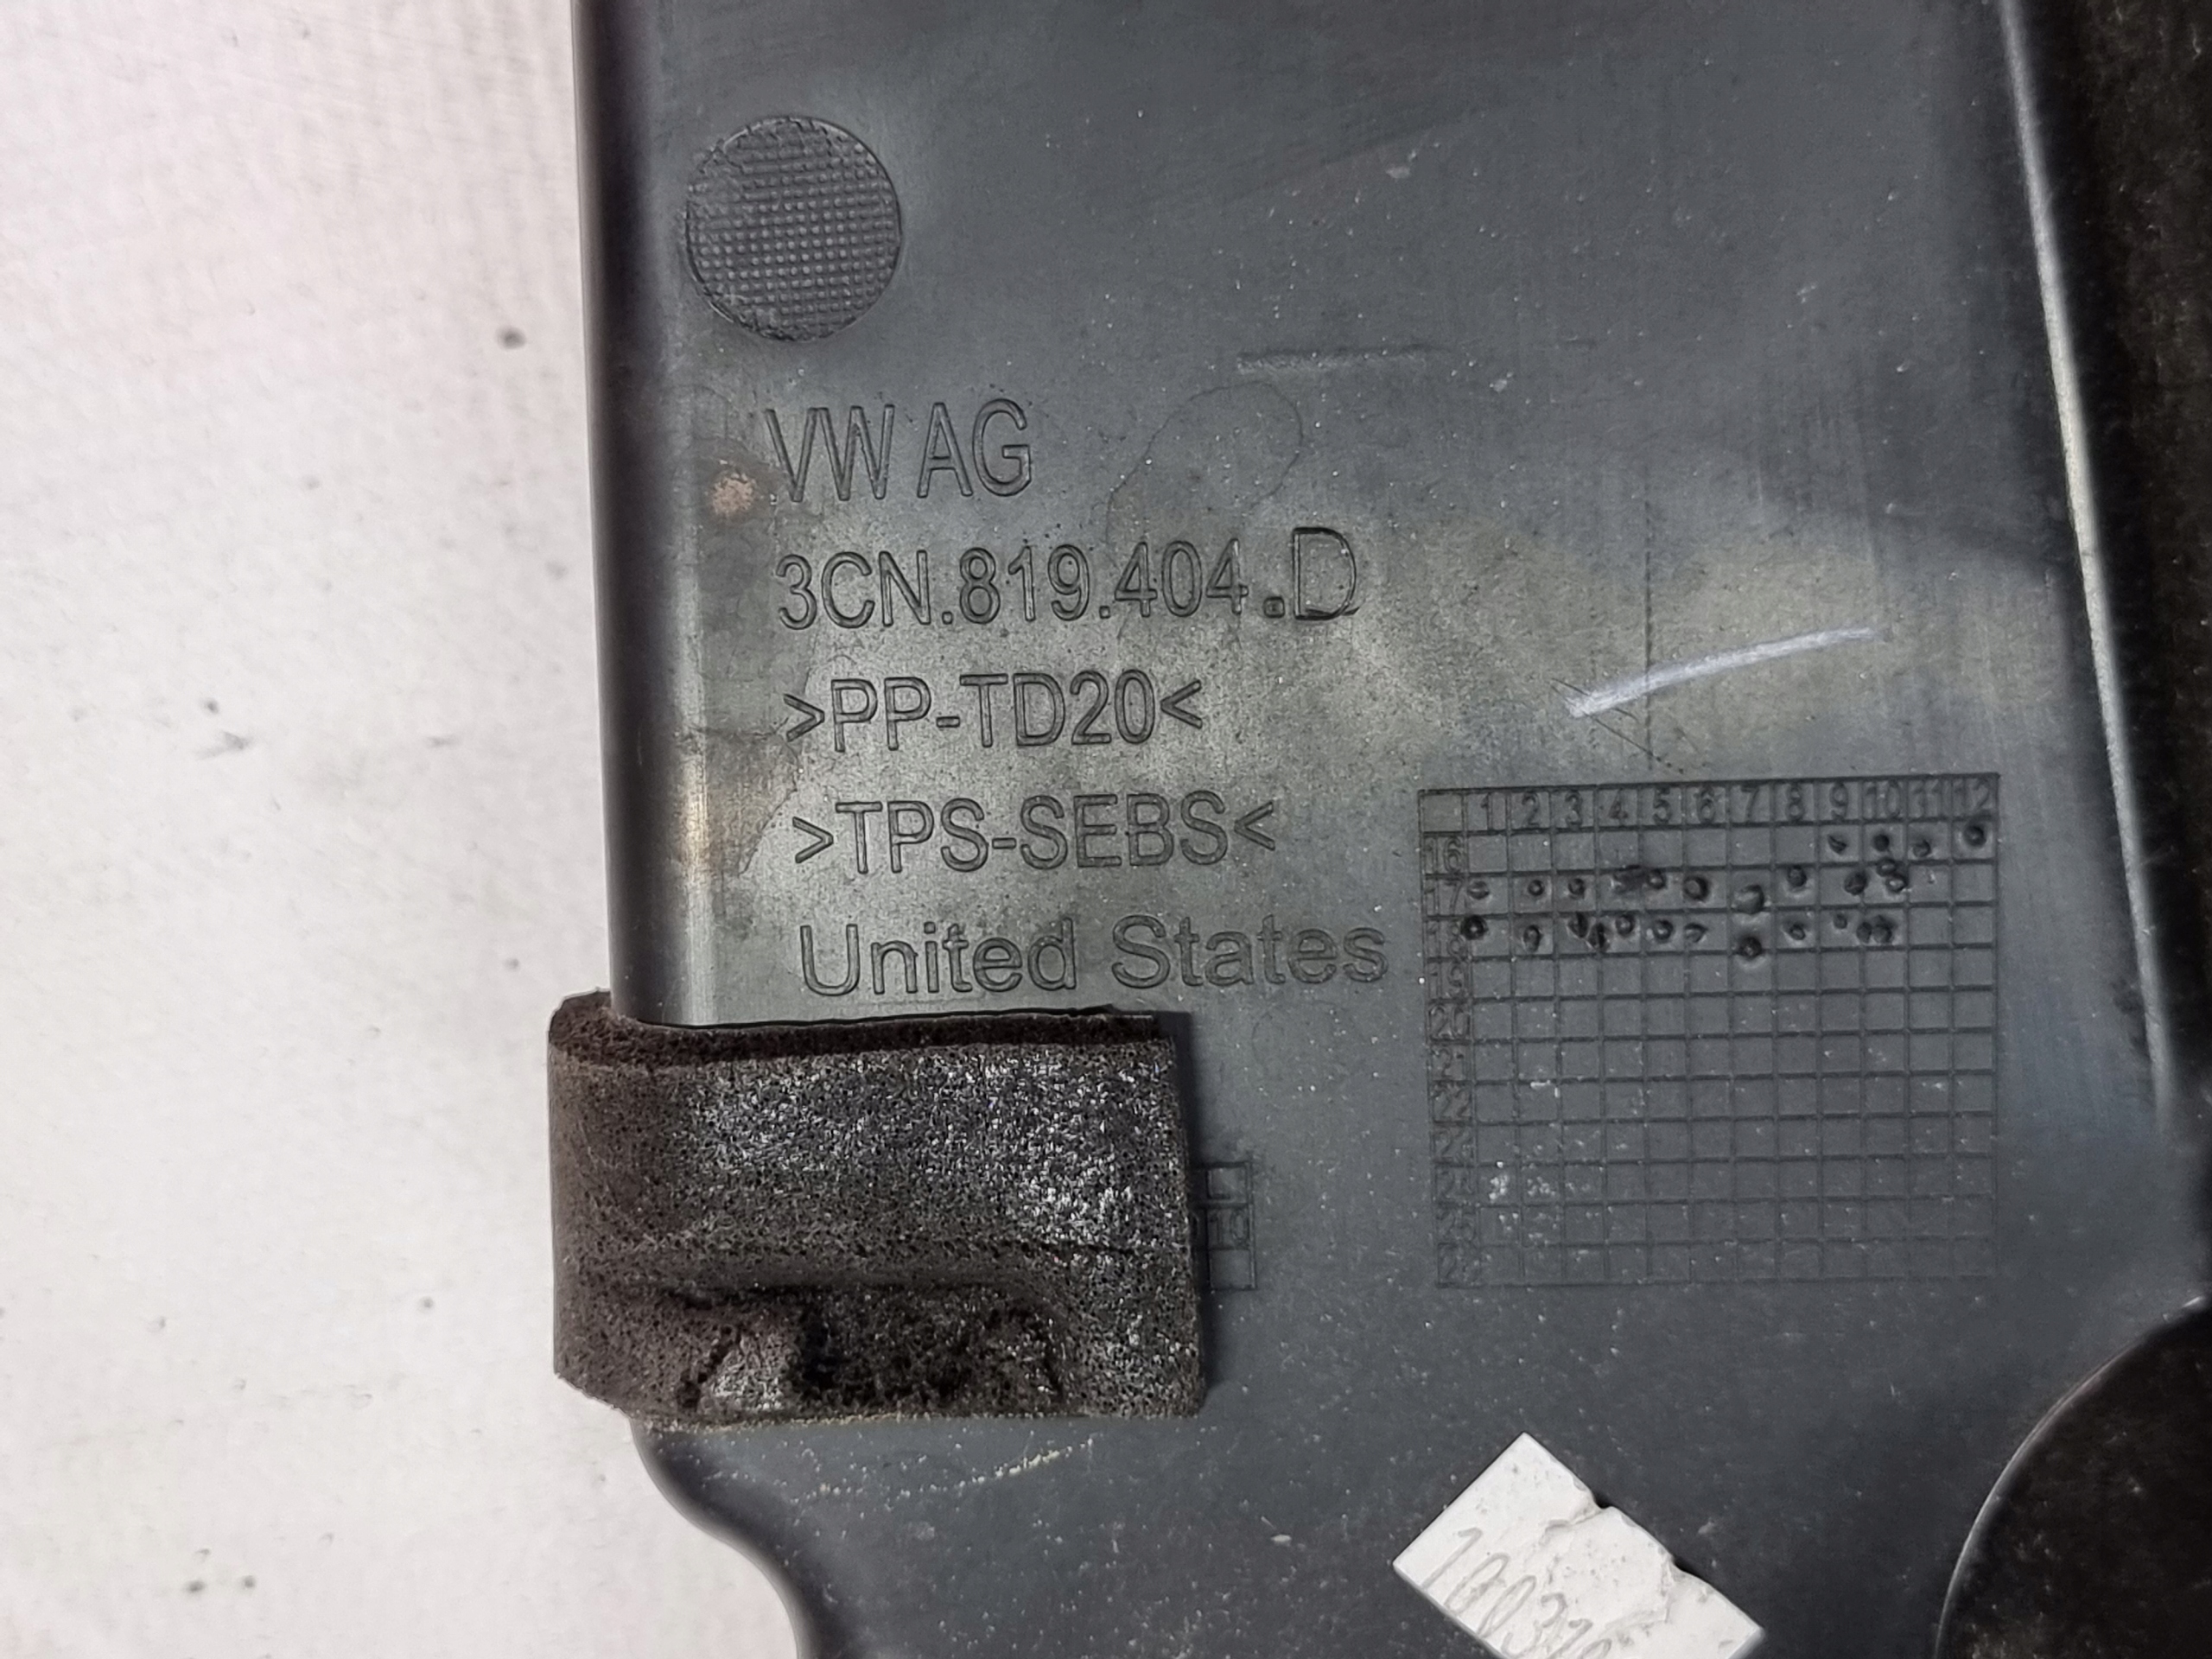 VW AG
3CN.819.404.D
>PP-TD20<
>TPS-SEBS<
United States
1 2 3 4 5 6 7 8 9 10 11 12
16
17
18
19
20
21
22